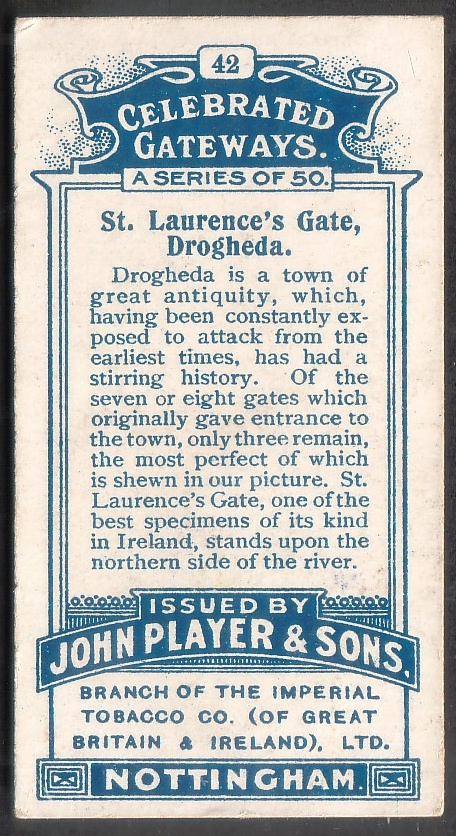 42
CELEBRATED
GATEWAYS.
A SERIES OF 50.
St. Laurence's Gate,
Drogheda.
Drogheda is a town of
great antiquity, which,
having been constantly ex-
posed to attack from the
earliest times, has had a
stirring history. Of the
seven or eight gates which
originally gave entrance to
the town, only three remain,
the most perfect of which
is shewn in our picture. St.
Laurence's Gate, one of the
best specimens of its kind
in Ireland, stands upon the
northern side of the river.
ISSUED BY
JOHN PLAYER & SONS.
BRANCH OF THE IMPERIAL
TOBACCO CO. (OF GREAT
BRITAIN & IRELAND), LTD.
NOTTINGHAM.